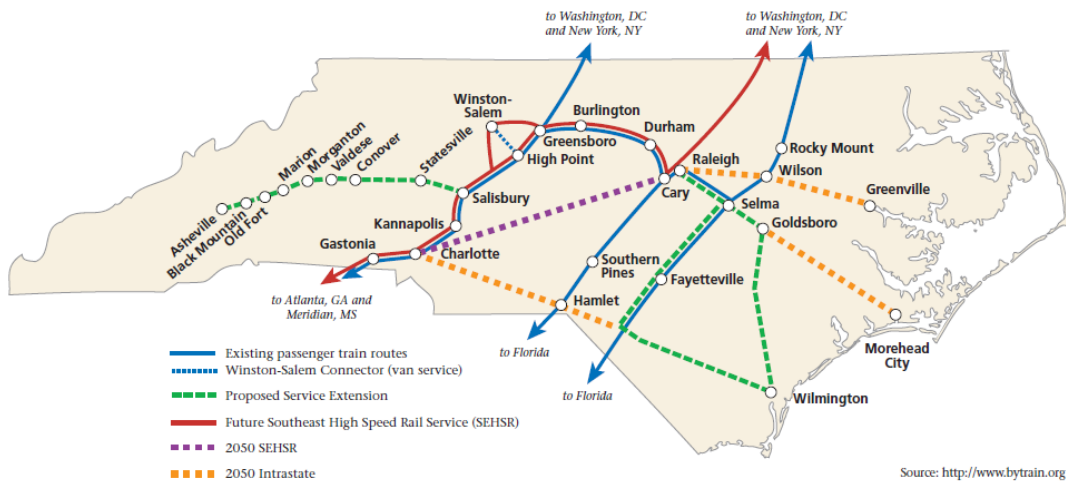 to Washington, DC
and New York, NY
to Washington, DC
and New York, NY
Winston-
Salem
Burlington
Greensboro
Durham
High Point
Raleigh
Rocky Mount
Wilson
Cary
Greenville
Selma
Goldsboro
Statesville
Conover
Valdese
Morganton
Marion
Old Fort
Black Mountain
Asheville
Salisbury
Kannapolis
Gastonia
Charlotte
Southern
Pines
Fayetteville
Hamlet
to Atlanta, GA and
Meridian, MS
to Florida
to Florida
Morehead
City
Wilmington
Existing passenger train routes
Winston-Salem Connector (van service)
Proposed Service Extension
Future Southeast High Speed Rail Service (SEHSR)
2050 SEHSR
2050 Intrastate
Source: http://www.bytrain.org